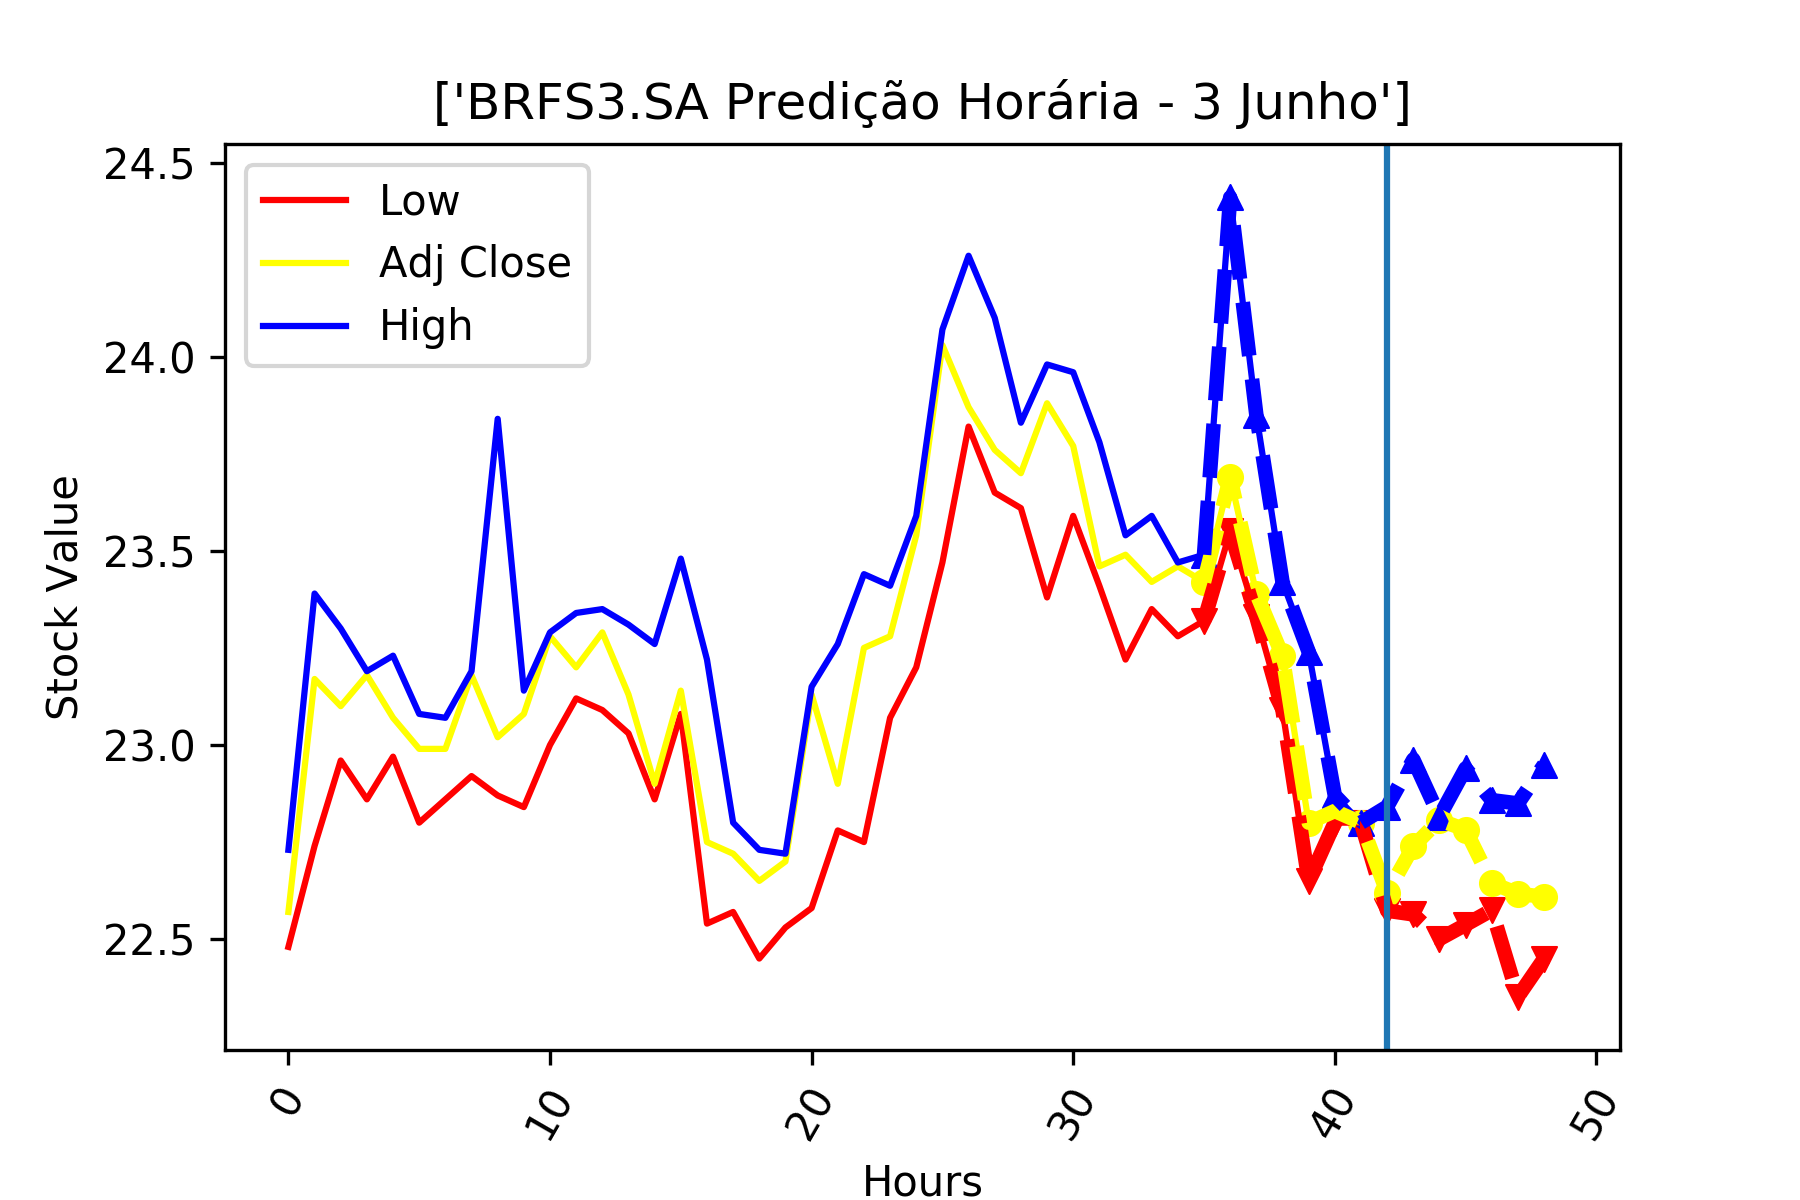 ['BRFS3.SA Predição Horária - 3 Junho']
Low
Adj Close
High
Stock Value
24.5
24.0
23.5
23.0
22.5
0
10
20
30
40
50
Hours